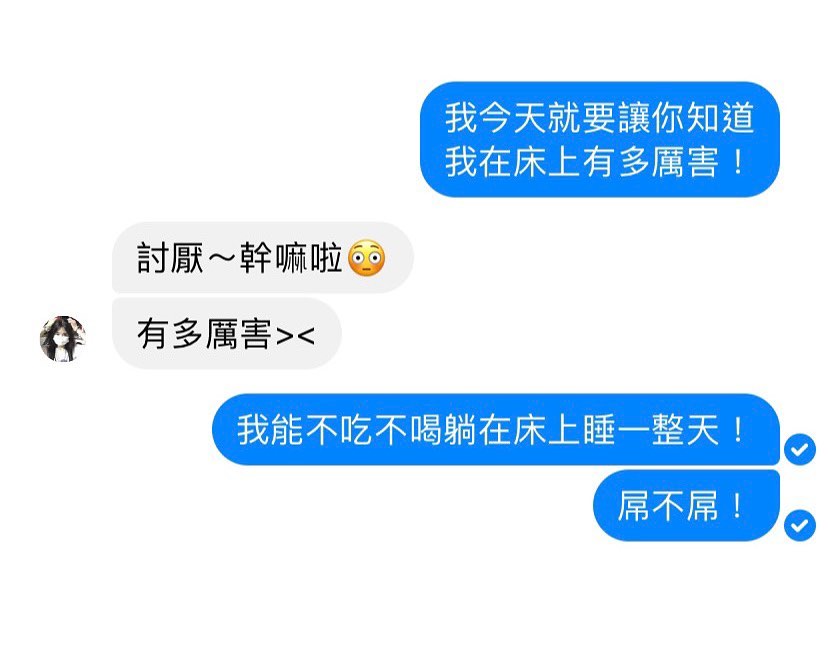 我今天就要讓你知道
我在床上有多厲害！
討厭～幹嘛啦😳
有多厲害><
我能不吃不喝躺在床上睡一整天！
屌不屌！